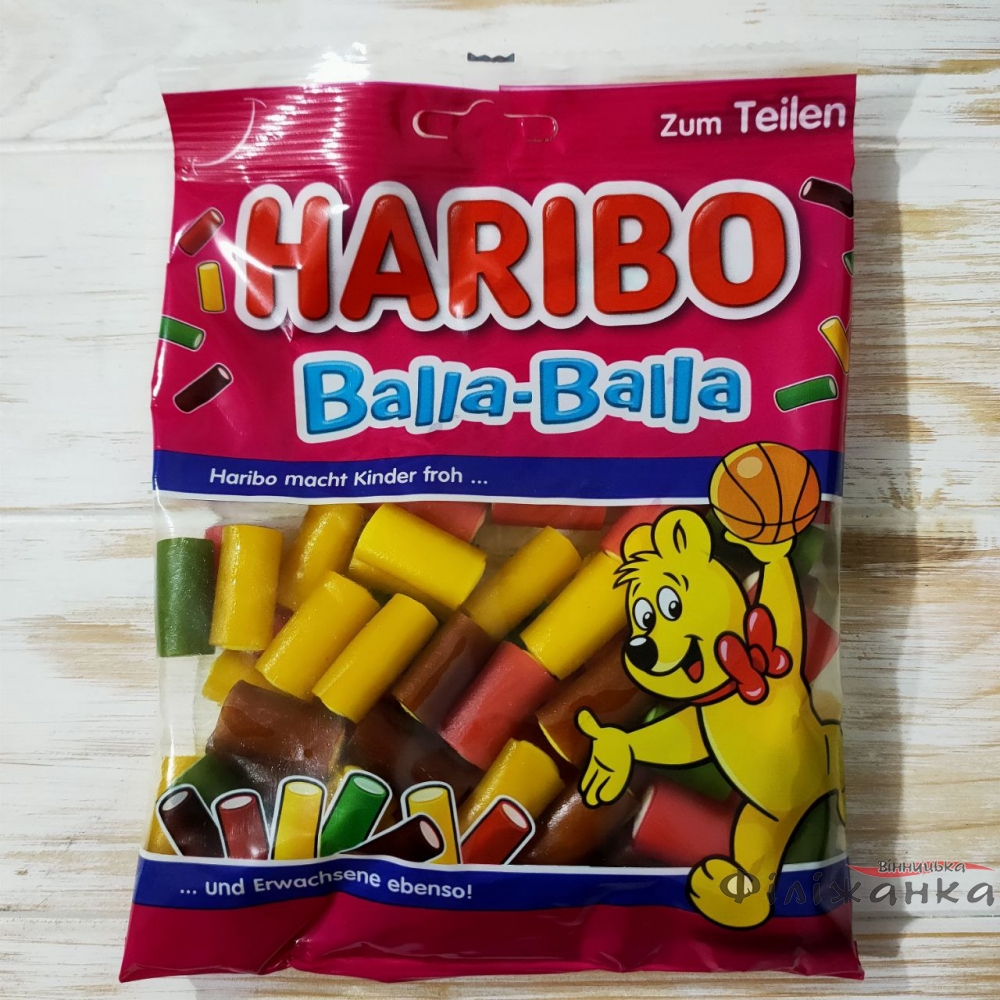 Zum Teilen
HARIBO
Balla-Balla
Haribo macht Kinder froh ...
... und Erwachsene ebenso!
Вінницька
Філіжанка